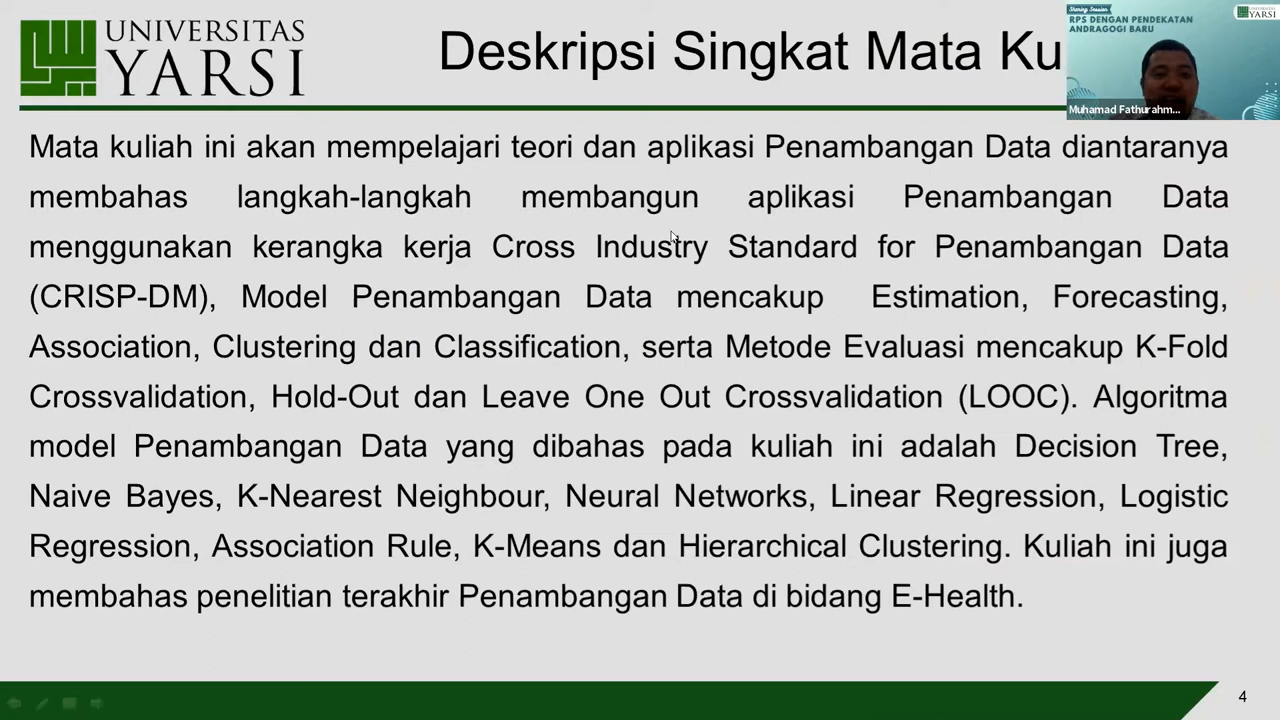 UNIVERSITAS
YARSI
Deskripsi Singkat Mata Ku
Sharing Session
RPS DENGAN PENDEKATAN
ANDRAGOGI BARU
YARSI
Muhamad Fathurahm...
Mata kuliah ini akan mempelajari teori dan aplikasi Penambangan Data diantaranya
membahas langkah-langkah membangun aplikasi Penambangan Data
menggunakan kerangka kerja Cross Industry Standard for Penambangan Data
(CRISP-DM), Model Penambangan Data mencakup Estimation, Forecasting,
Association, Clustering dan Classification, serta Metode Evaluasi mencakup K-Fold
Crossvalidation, Hold-Out dan Leave One Out Crossvalidation (LOOC). Algoritma
model Penambangan Data yang dibahas pada kuliah ini adalah Decision Tree,
Naive Bayes, K-Nearest Neighbour, Neural Networks, Linear Regression, Logistic
Regression, Association Rule, K-Means dan Hierarchical Clustering. Kuliah ini juga
membahas penelitian terakhir Penambangan Data di bidang E-Health.
4